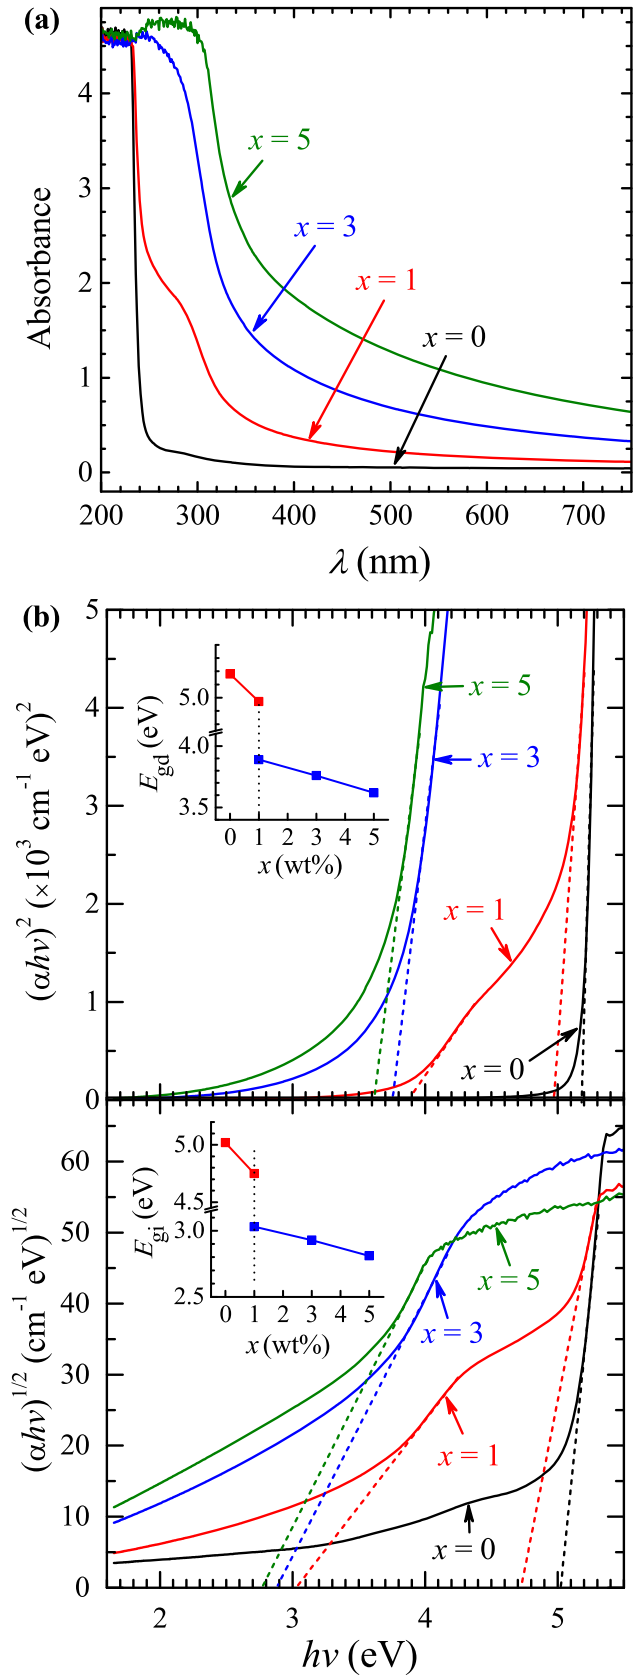 (a)
4
3
2
1
0
Absorbance
x = 5
x = 3
x = 1
x = 0
200 300 400 500 600 700
λ (nm)
(b)
5
4
3
2
1
0
(αhν)² (×10³ cm⁻¹ eV)²
5.0
4.0
3.5
E_gd (eV)
0 1 2 3 4 5
x (wt%)
x = 5
x = 3
x = 1
x = 0
60
50
40
30
20
10
0
(αhν)^1/2 (cm⁻¹ eV)^1/2
5.0
4.5
3.0
2.5
E_gi (eV)
0 1 2 3 4 5
x (wt%)
x = 5
x = 3
x = 1
x = 0
2 3 4 5
hν (eV)